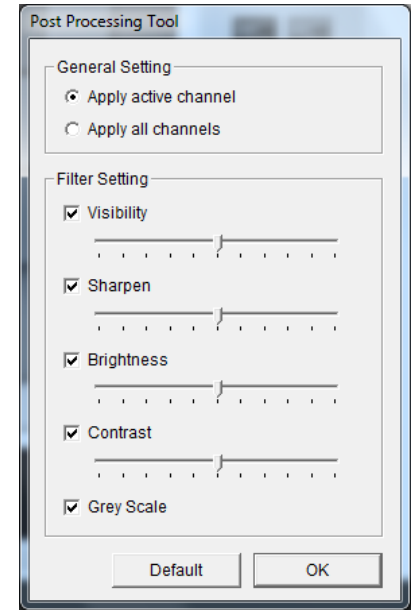 Post Processing Tool
General Setting
Apply active channel
Apply all channels
Filter Setting
Visibility
Sharpen
Brightness
Contrast
Grey Scale
Default OK